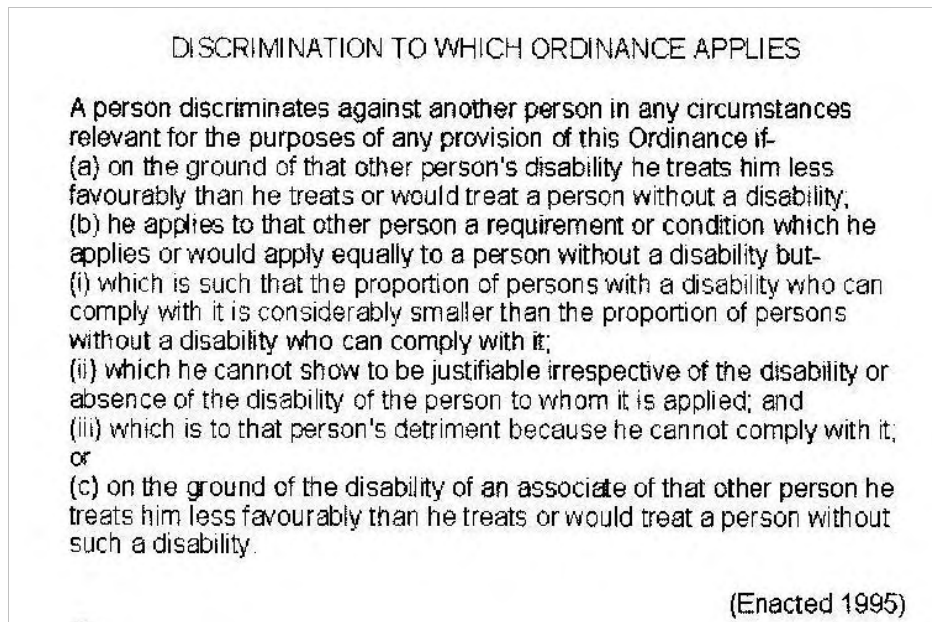 DISCRIMINATION TO WHICH ORDINANCE APPLIES
A person discriminates against another person in any circumstances
relevant for the purposes of any provision of this Ordinance if-
(a) on the ground of that other person's disability he treats him less
favourably than he treats or would treat a person without a disability;
(b) he applies to that other person a requirement or condition which he
applies or would apply equally to a person without a disability but-
(i) which is such that the proportion of persons with a disability who can
comply with it is considerably smaller than the proportion of persons
without a disability who can comply with it;
(ii) which he cannot show to be justifiable irrespective of the disability or
absence of the disability of the person to whom it is applied; and
(iii) which is to that person's detriment because he cannot comply with it;
or
(c) on the ground of the disability of an associate of that other person he
treats him less favourably than he treats or would treat a person without
such a disability.
(Enacted 1995)